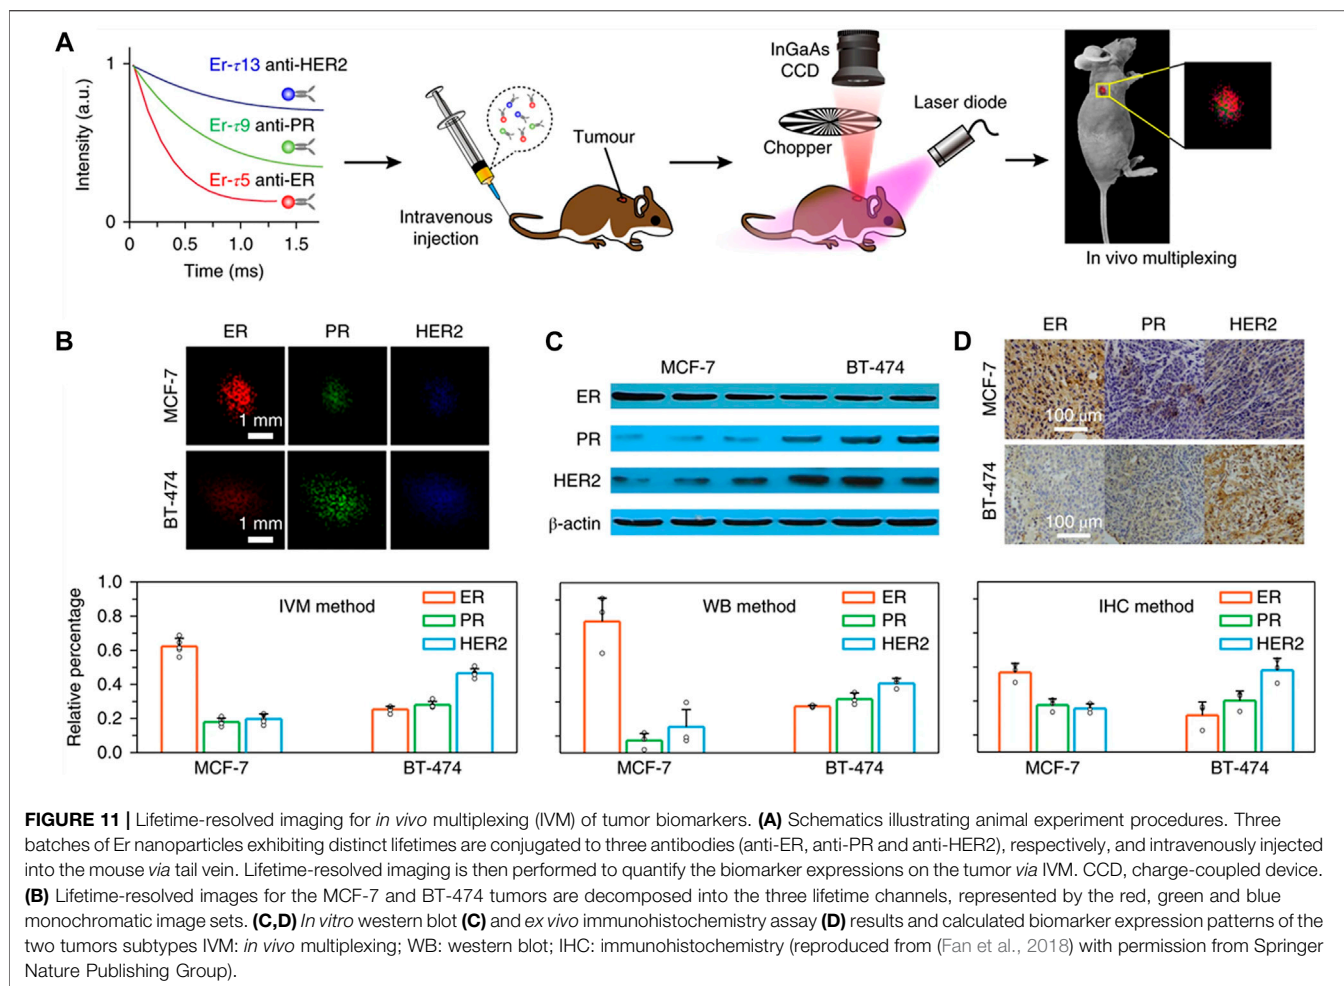 A
Intensity (a.u.)
1
0
Er-τ13 anti-HER2
Er-τ9 anti-PR
Er-τ5 anti-ER
0
0.5
1.0
1.5
Time (ms)
Intravenous
injection
Tumour
InGaAs
CCD
Chopper
Laser diode
In vivo multiplexing
B
ER
PR
HER2
MCF-7
1 mm
BT-474
1 mm
C
MCF-7
BT-474
ER
PR
HER2
β-actin
D
ER
PR
HER2
MCF-7
100 µm
BT-474
100 µm
Relative percentage
1.0
0.8
0.6
0.4
0.2
0.0
IVM method
ER
PR
HER2
MCF-7
BT-474
WB method
ER
PR
HER2
MCF-7
BT-474
IHC method
ER
PR
HER2
MCF-7
BT-474
FIGURE 11 | Lifetime-resolved imaging for in vivo multiplexing (IVM) of tumor biomarkers. (A) Schematics illustrating animal experiment procedures. Three
batches of Er nanoparticles exhibiting distinct lifetimes are conjugated to three antibodies (anti-ER, anti-PR and anti-HER2), respectively, and intravenously injected
into the mouse via tail vein. Lifetime-resolved imaging is then performed to quantify the biomarker expressions on the tumor via IVM. CCD, charge-coupled device.
(B) Lifetime-resolved images for the MCF-7 and BT-474 tumors are decomposed into the three lifetime channels, represented by the red, green and blue
monochromatic image sets. (C,D) In vitro western blot (C) and ex vivo immunohistochemistry assay (D) results and calculated biomarker expression patterns of the
two tumors subtypes IVM: in vivo multiplexing; WB: western blot; IHC: immunohistochemistry (reproduced from (Fan et al., 2018) with permission from Springer
Nature Publishing Group).